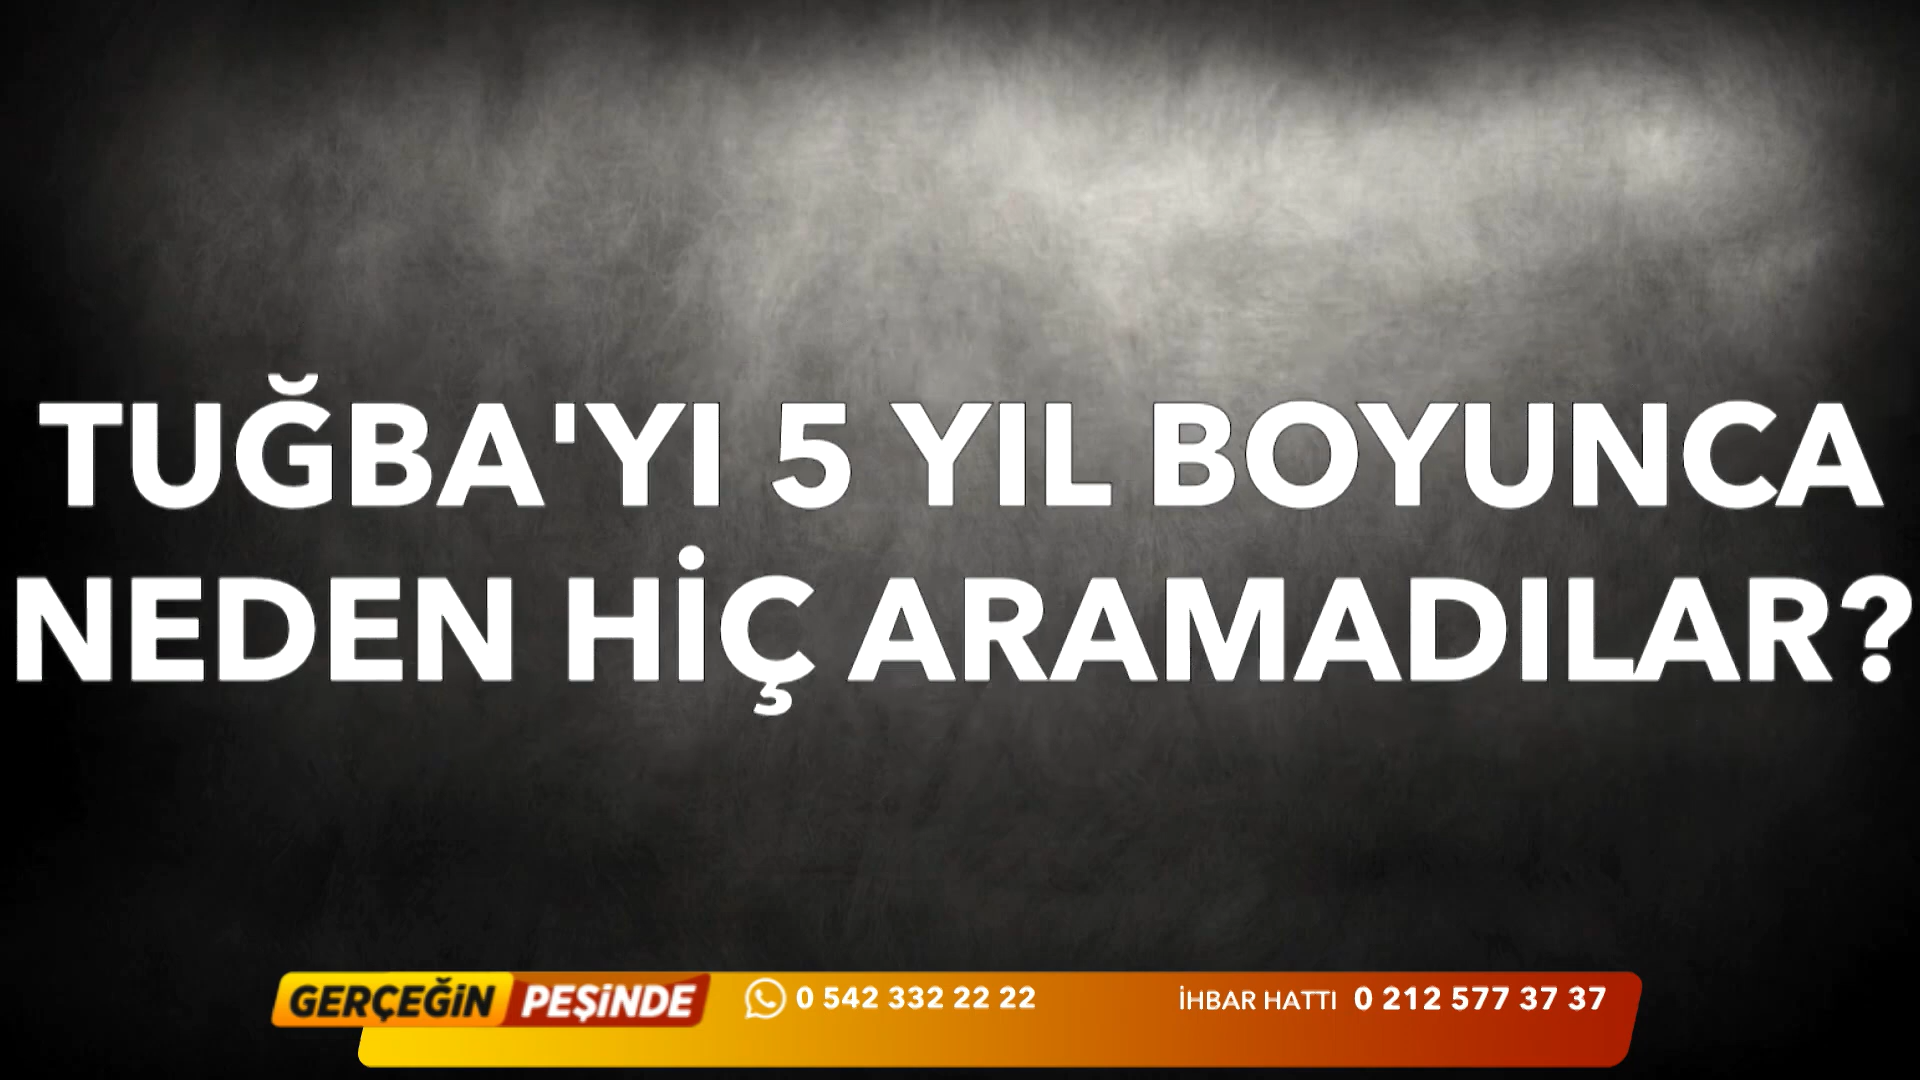 TUĞBA'YI 5 YIL BOYUNCA
NEDEN HİÇ ARAMADILAR?
GERÇEĞİN PEŞİNDE 0 542 332 22 22 İHBAR HATTI 0 212 577 37 37